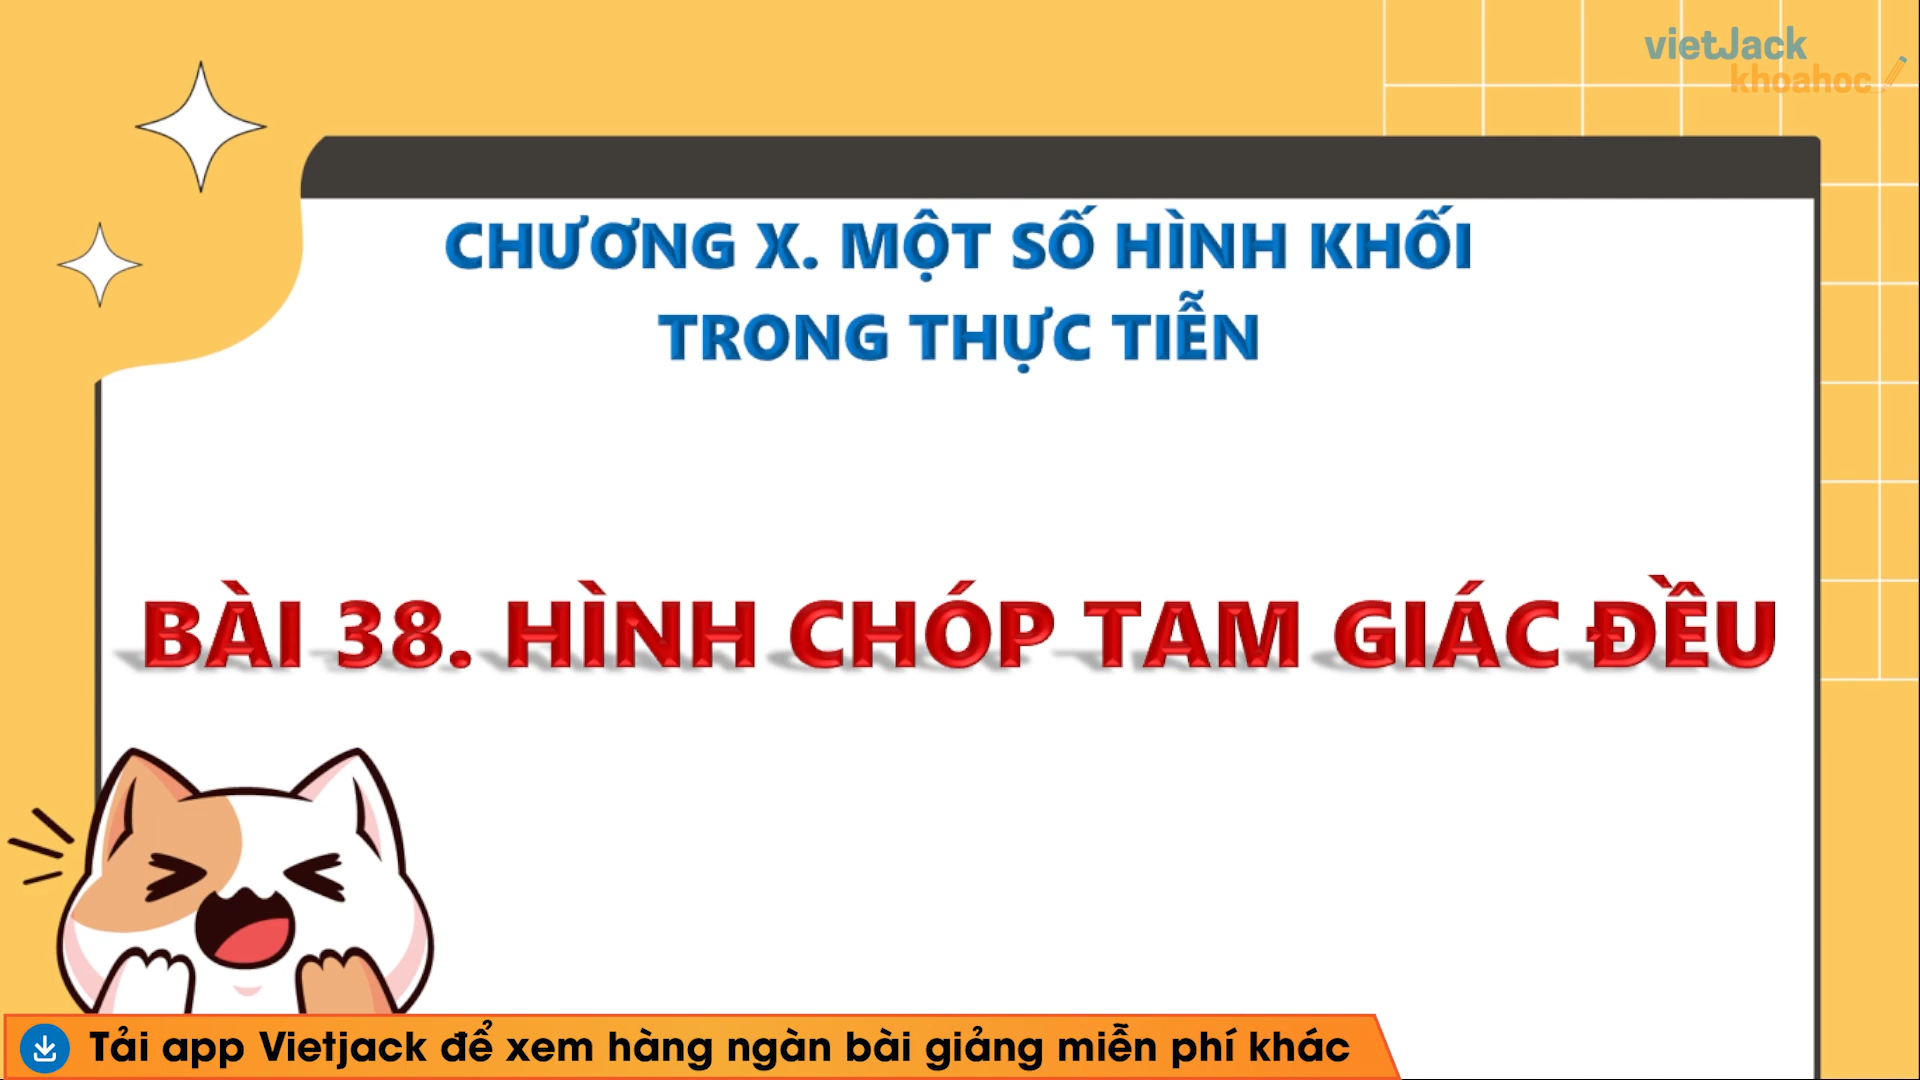 vietJack
khoahoc
CHƯƠNG X. MỘT SỐ HÌNH KHỐI
TRONG THỰC TIỄN
BÀI 38. HÌNH CHÓP TAM GIÁC ĐỀU
Tải app Vietjack để xem hàng ngàn bài giảng miễn phí khác